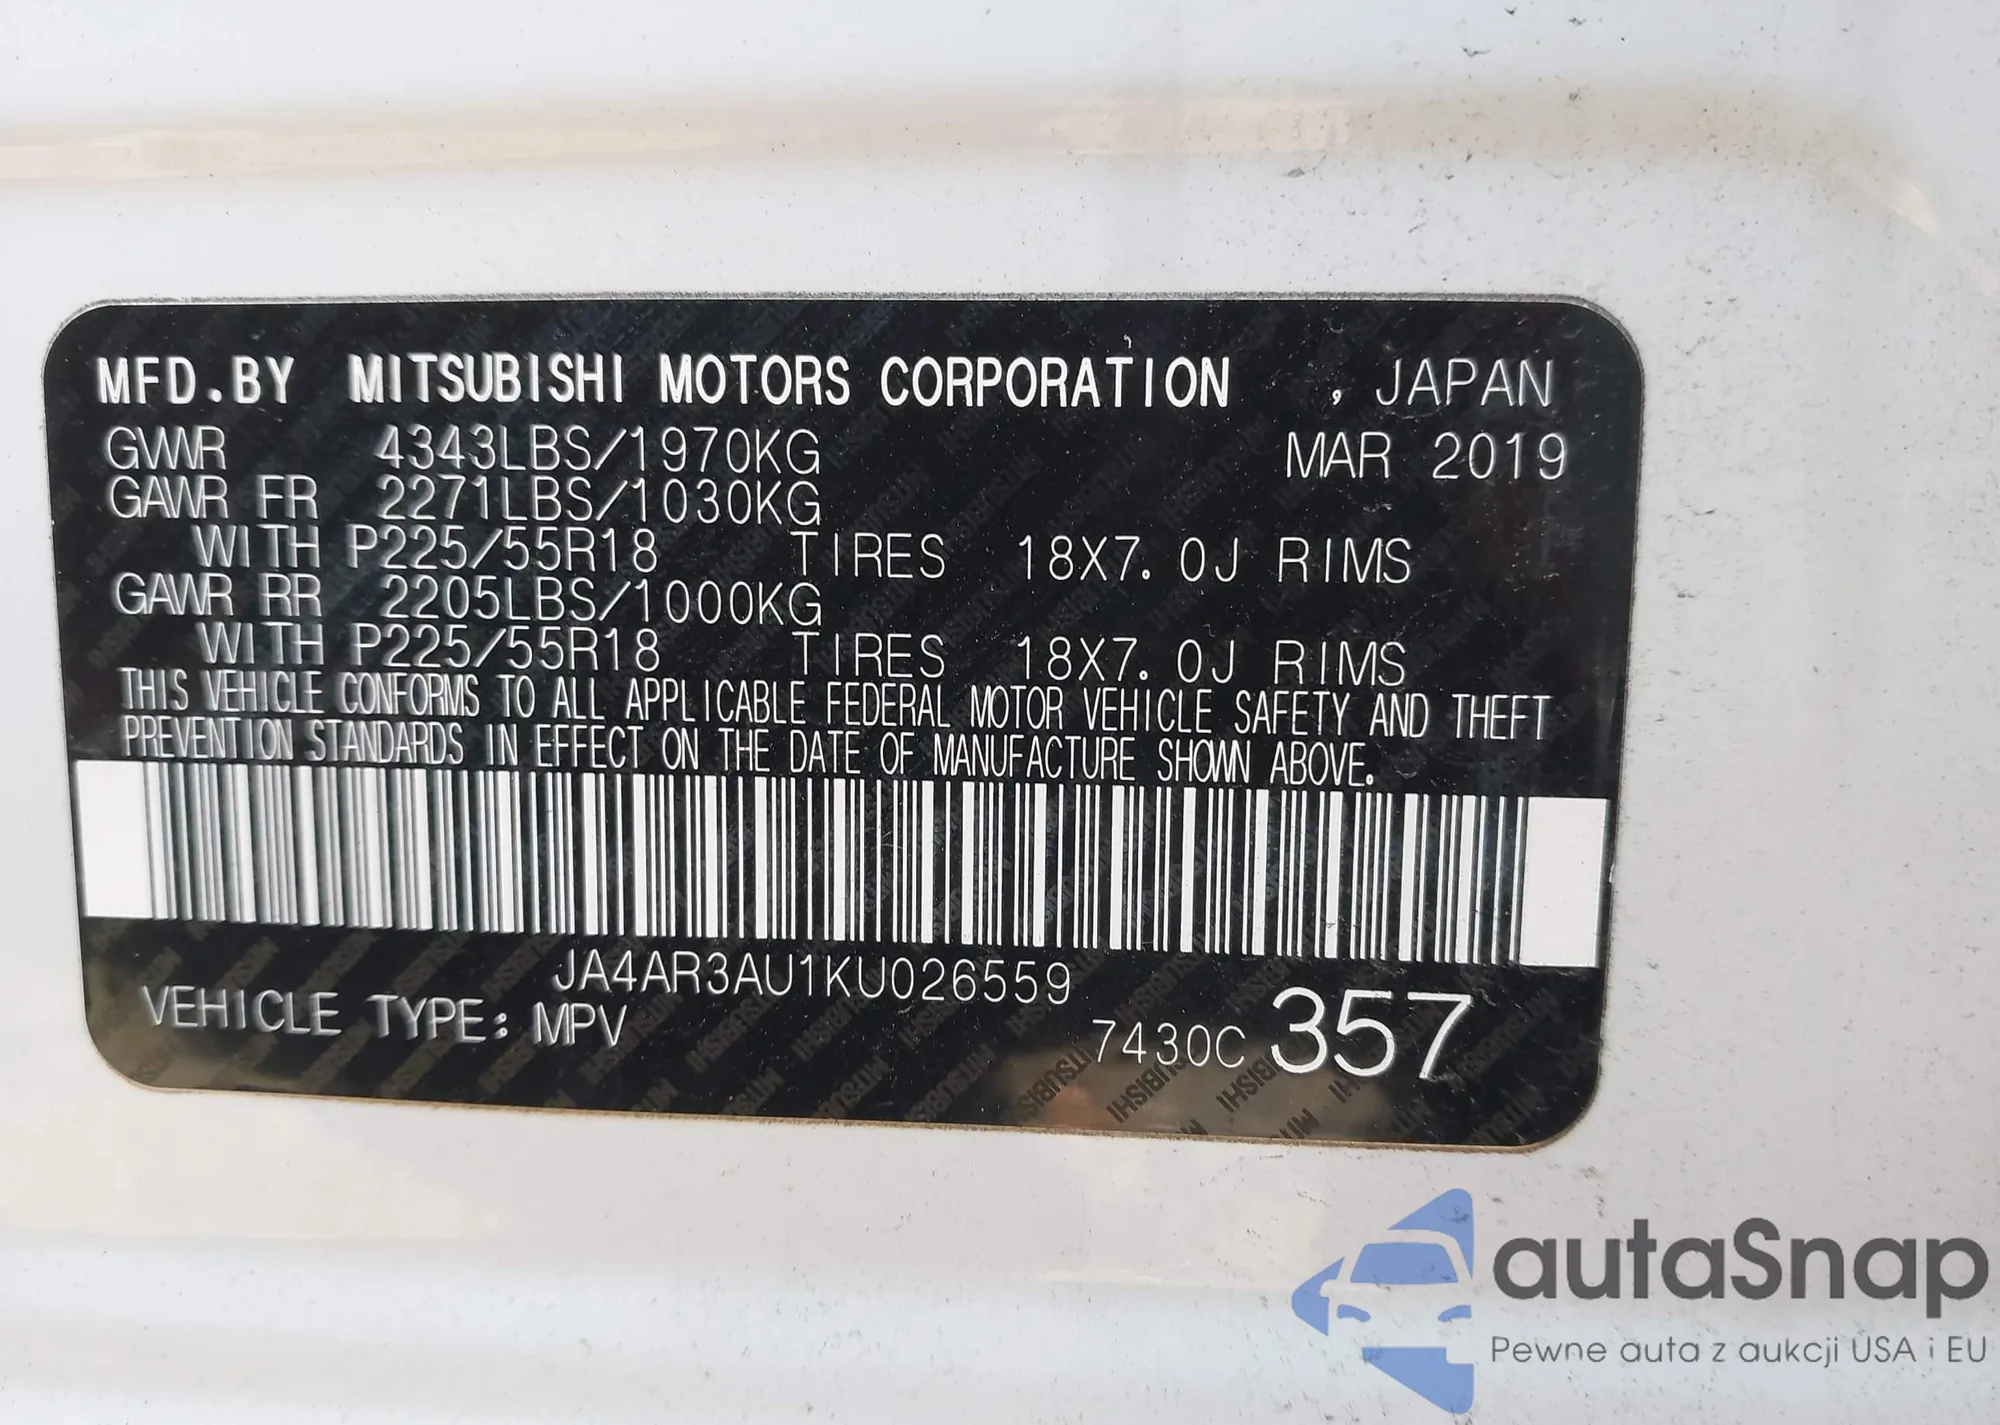 MFD.BY MITSUBISHI MOTORS CORPORATION , JAPAN
GVWR 4343LBS/1970KG MAR 2019
GAWR FR 2271LBS/1030KG
WITH P225/55R18 TIRES 18X7.0J RIMS
GAWR RR 2205LBS/1000KG
WITH P225/55R18 TIRES 18X7.0J RIMS
THIS VEHICLE CONFORMS TO ALL APPLICABLE FEDERAL MOTOR VEHICLE SAFETY AND THEFT
PREVENTION STANDARDS IN EFFECT ON THE DATE OF MANUFACTURE SHOWN ABOVE.
JA4AR3AU1KU026559
VEHICLE TYPE: MPV 7430C 357
autaSnap
Pewne auta z aukcji USA i EU